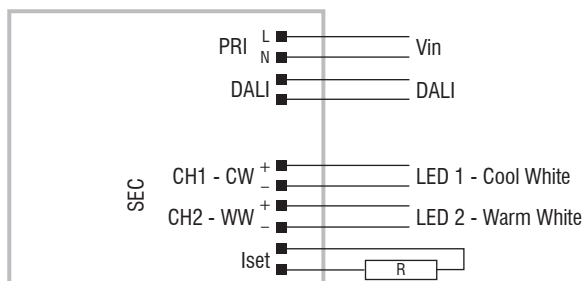 PRI L Vin
N
DALI DALI
SEC
CH1 - CW + LED 1 - Cool White
–
CH2 - WW + LED 2 - Warm White
–
Iset
R